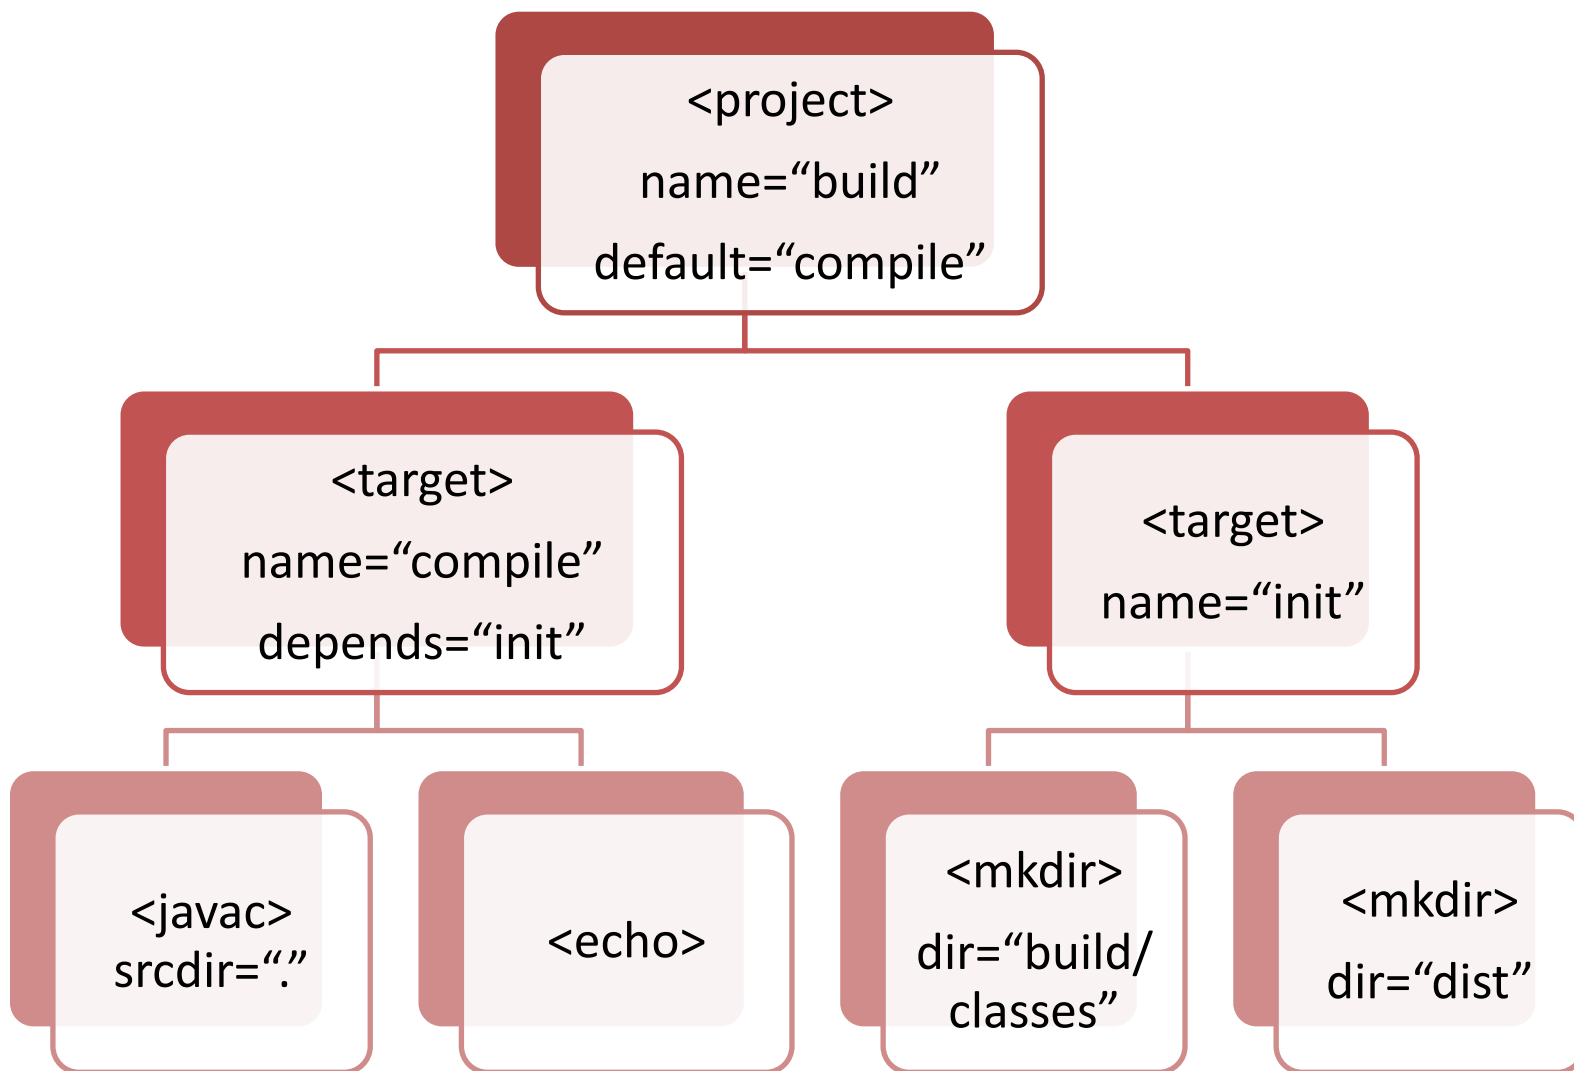 <project>
name=“build”
default=“compile”
<target>
name=“compile”
depends=“init”
<target>
name=“init”
<javac>
srcdir=“.”
<echo>
<mkdir>
dir=“build/
classes”
<mkdir>
dir=“dist”